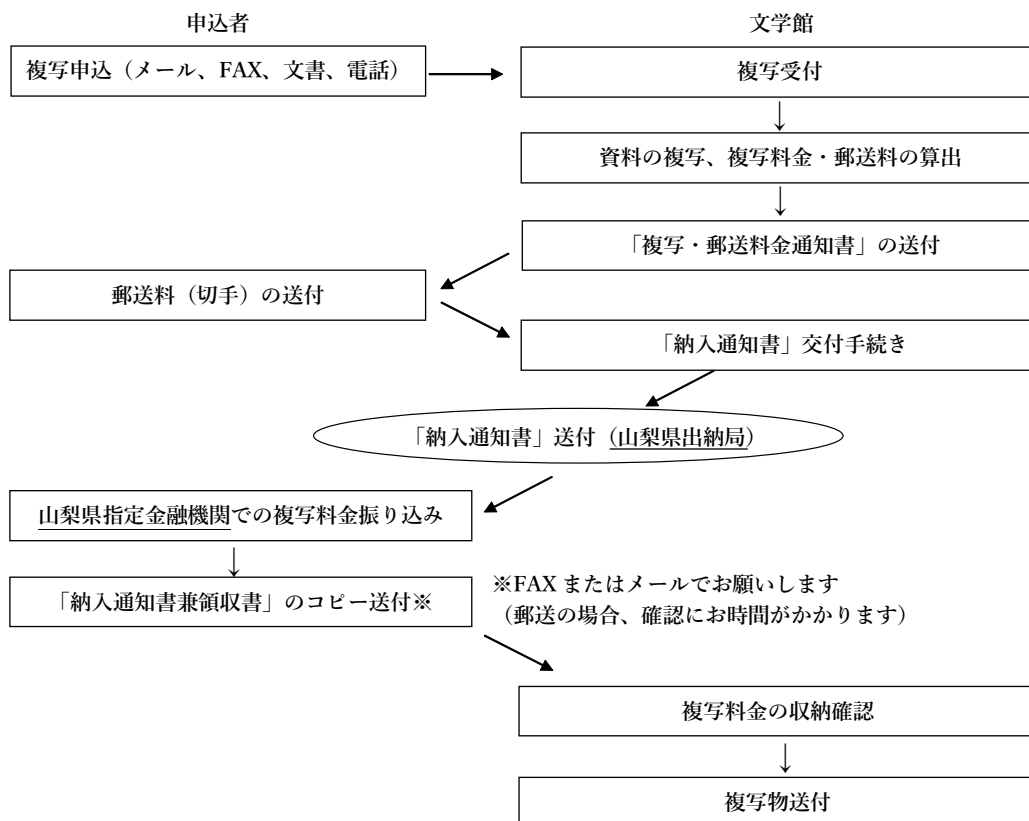 申込者
文学館
複写申込（メール、FAX、文書、電話）
複写受付
資料の複写、複写料金・郵送料の算出
「複写・郵送料金通知書」の送付
郵送料（切手）の送付
「納入通知書」交付手続き
「納入通知書」送付（山梨県出納局）
山梨県指定金融機関での複写料金振り込み
「納入通知書兼領収書」のコピー送付※
※FAX またはメールでお願いします
（郵送の場合、確認にお時間がかかります）
複写料金の収納確認
複写物送付